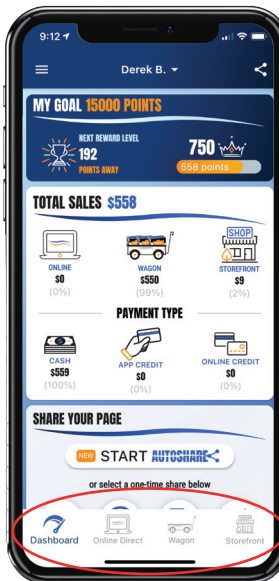 9:12
Derek B.
MY GOAL 15000 POINTS
NEXT REWARD LEVEL
192
POINTS AWAY
750
558 points
TOTAL SALES $558
SHOP
ONLINE
$0
(0%)
WAGON
$550
(99%)
STOREFRONT
$9
(2%)
PAYMENT TYPE
CASH
$559
(100%)
APP CREDIT
$0
(0%)
ONLINE CREDIT
$0
(0%)
SHARE YOUR PAGE
NEW START AUTOSHARE
or select a one-time share below
Dashboard
Online Direct
Wagon
Storefront